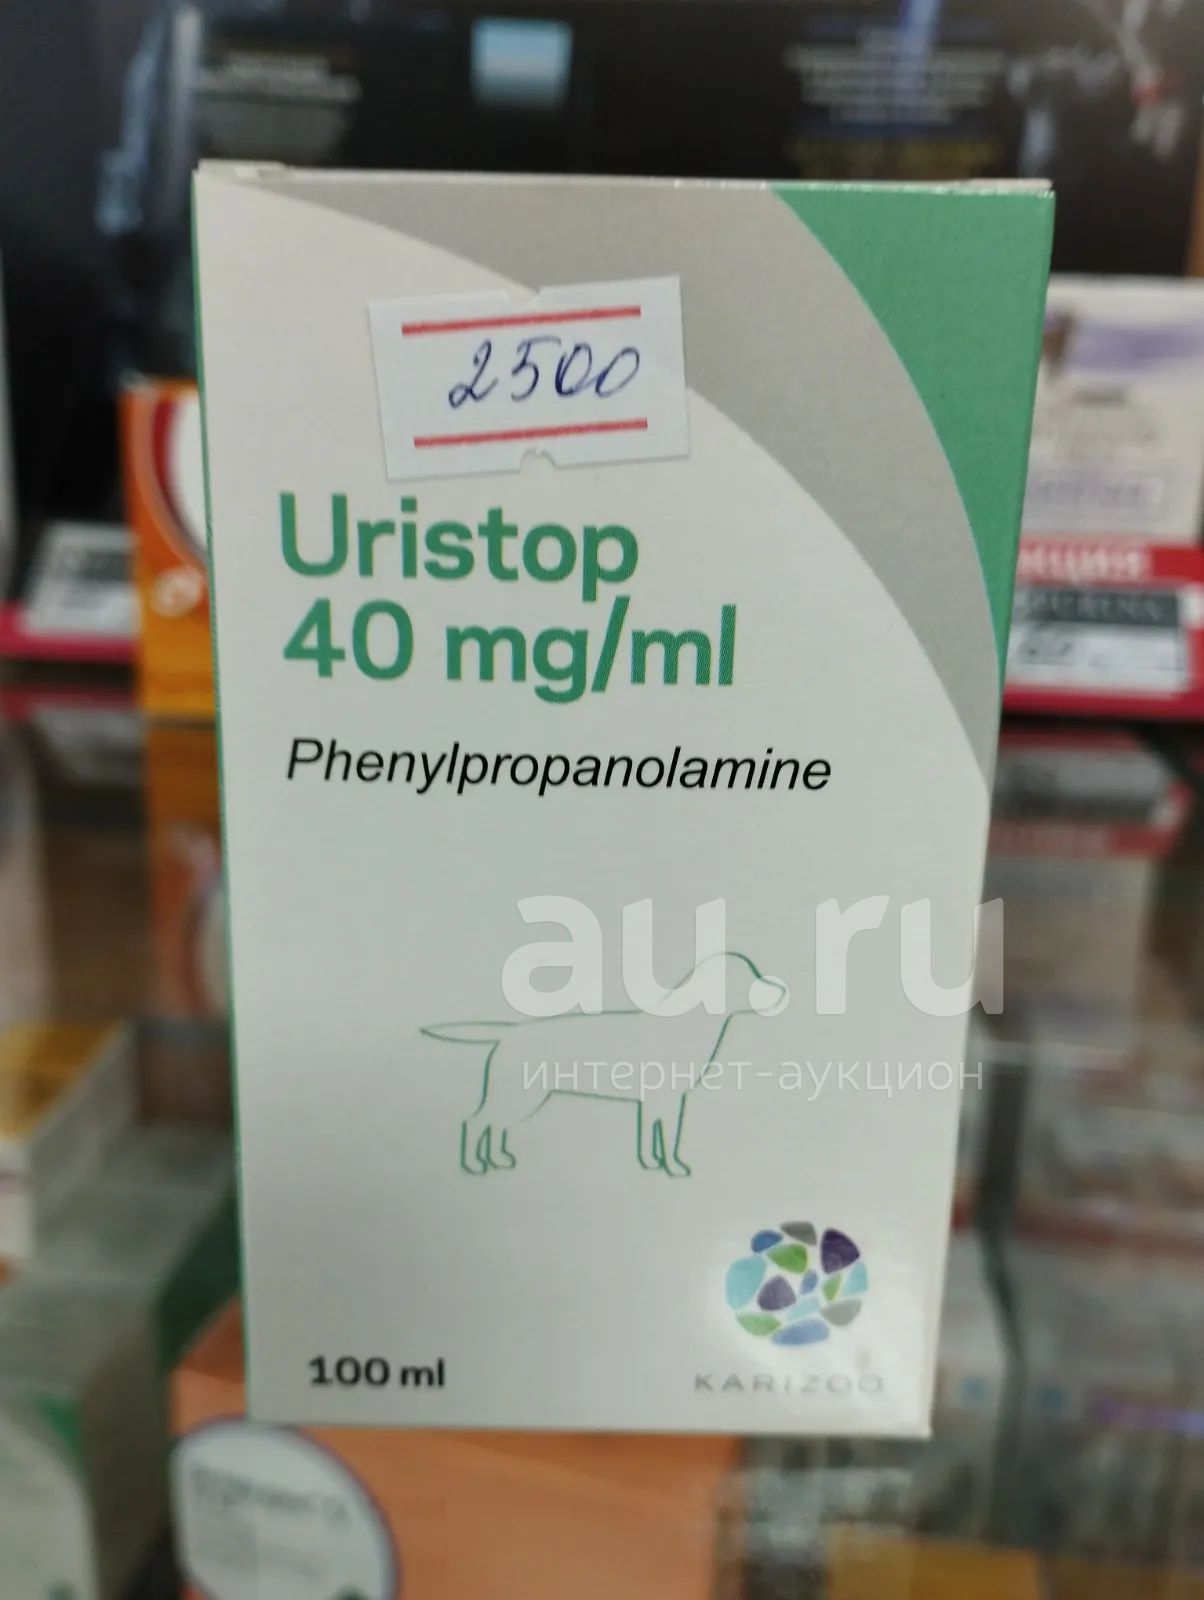 2500
Uristop
40 mg/ml
Phenylpropanolamine
au.ru
интернет-аукцион
100 ml
KARIZOO